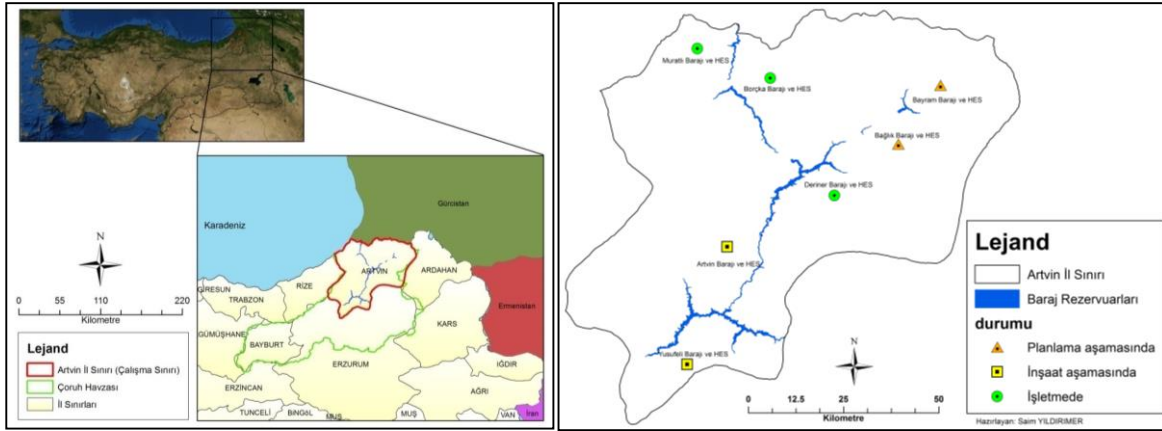 Karadeniz
Gürcistan
ARTVİN
ARDAHAN
RİZE
GİRESUN
TRABZON
Ermenistan
KARS
GÜMÜŞHANE
BAYBURT
ERZURUM
IĞDIR
ERZİNCAN
AĞRI
TUNCELİ
BİNGÖL
MUŞ
MUŞ
VAN
İran
N
0 55 110 220
Kilometre
Lejand
Artvin İl Sınırı (Çalışma Sınırı)
Çoruh Havzası
İl Sınırları
Muratlı Barajı ve HES
Borçka Barajı ve HES
Bayram Barajı ve HES
Bağlık Barajı ve HES
Deriner Barajı ve HES
Artvin Barajı ve HES
Yusufeli Barajı ve HES
N
0 12.5 25 50
Kilometre
Lejand
Artvin İl Sınırı
Baraj Rezervuarları
durumu
Planlama aşamasında
İnşaat aşamasında
İşletmede
Hazırlayan: Saim YILDIRIMER